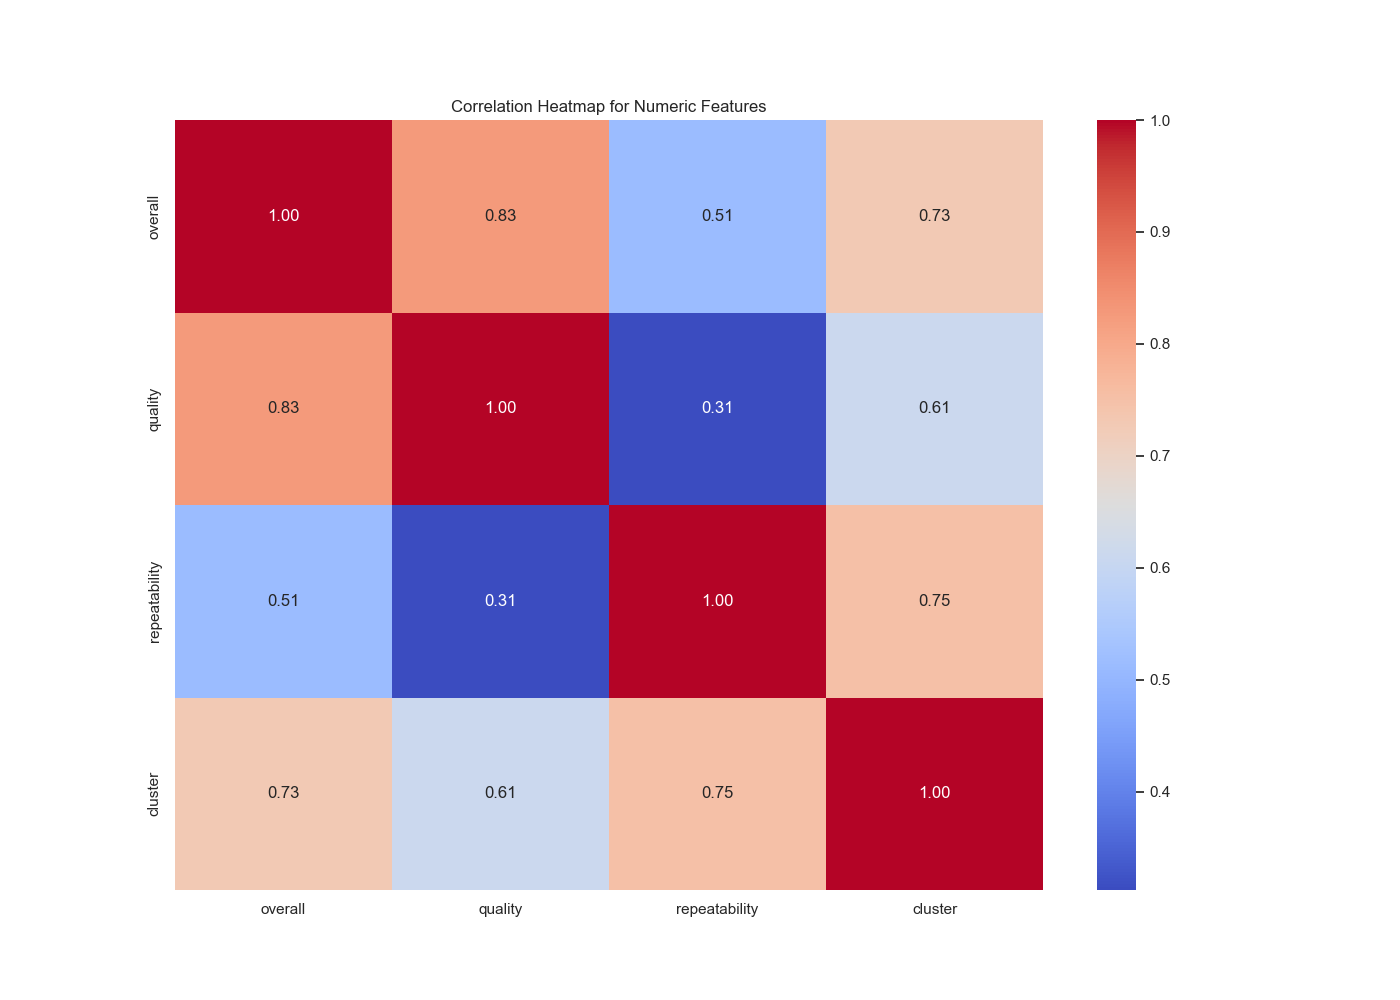 Correlation Heatmap for Numeric Features
overall
1.00 0.83 0.51 0.73
quality
0.83 1.00 0.31 0.61
repeatability
0.51 0.31 1.00 0.75
cluster
0.73 0.61 0.75 1.00
overall quality repeatability cluster
1.0
0.9
0.8
0.7
0.6
0.5
0.4